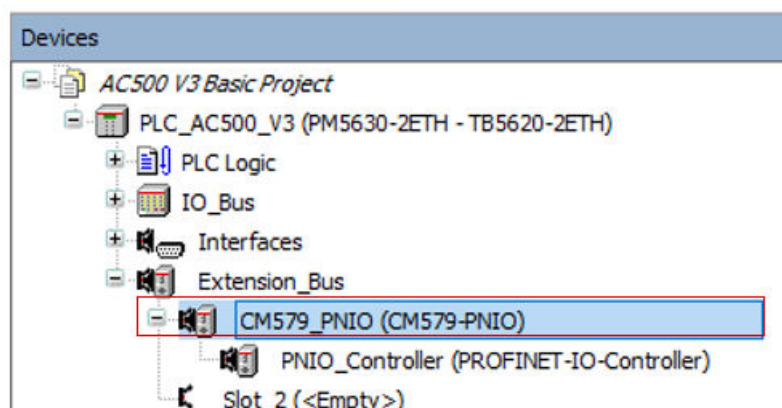 Devices
AC500 V3 Basic Project
PLC_AC500_V3 (PM5630-2ETH - TB5620-2ETH)
PLC Logic
IO_Bus
Interfaces
Extension_Bus
CM579_PNIO (CM579-PNIO)
PNIO_Controller (PROFINET-IO-Controller)
Slot_2 (<Empty>)